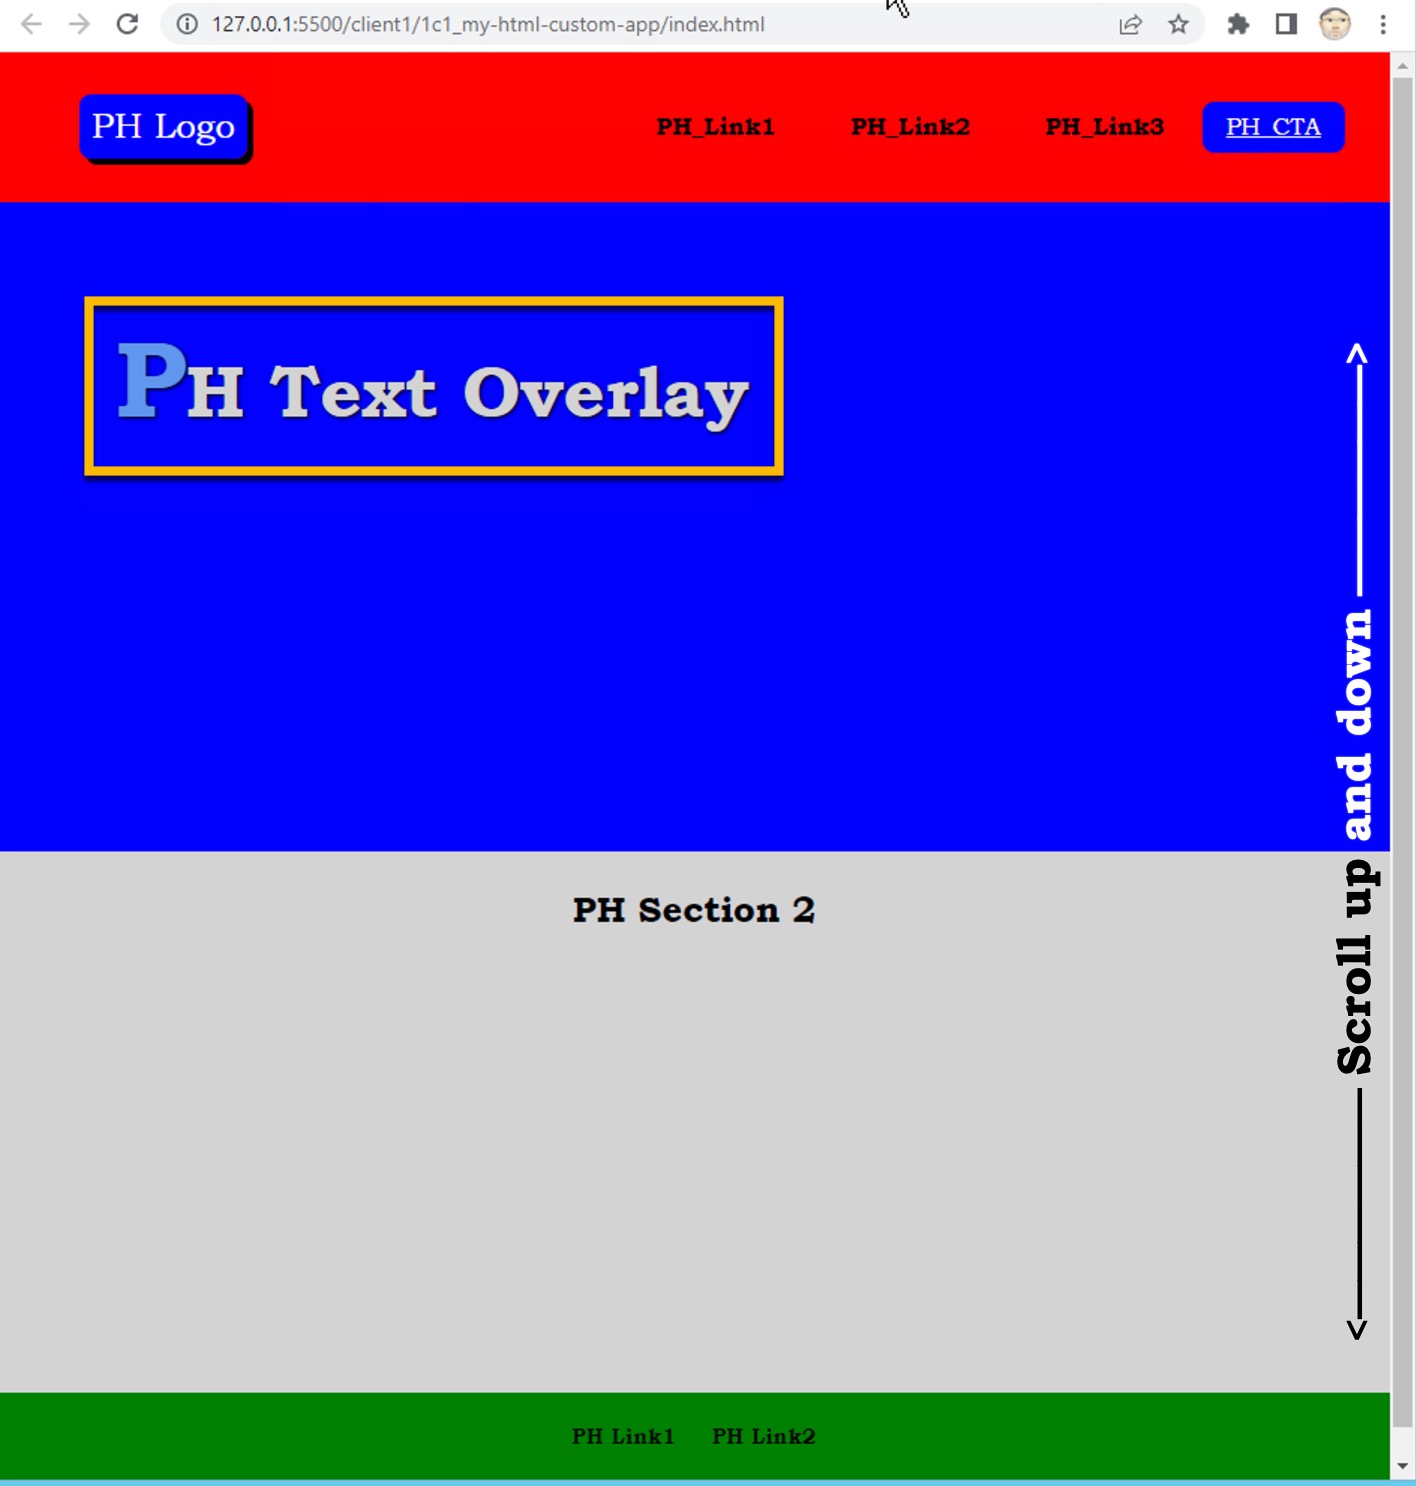 127.0.0.1:5500/client1/1c1_my-html-custom-app/index.html
PH Logo
PH_Link1 PH_Link2 PH_Link3 PH_CTA
PH Text Overlay
Scroll up and down
PH Section 2
PH Link1 PH Link2